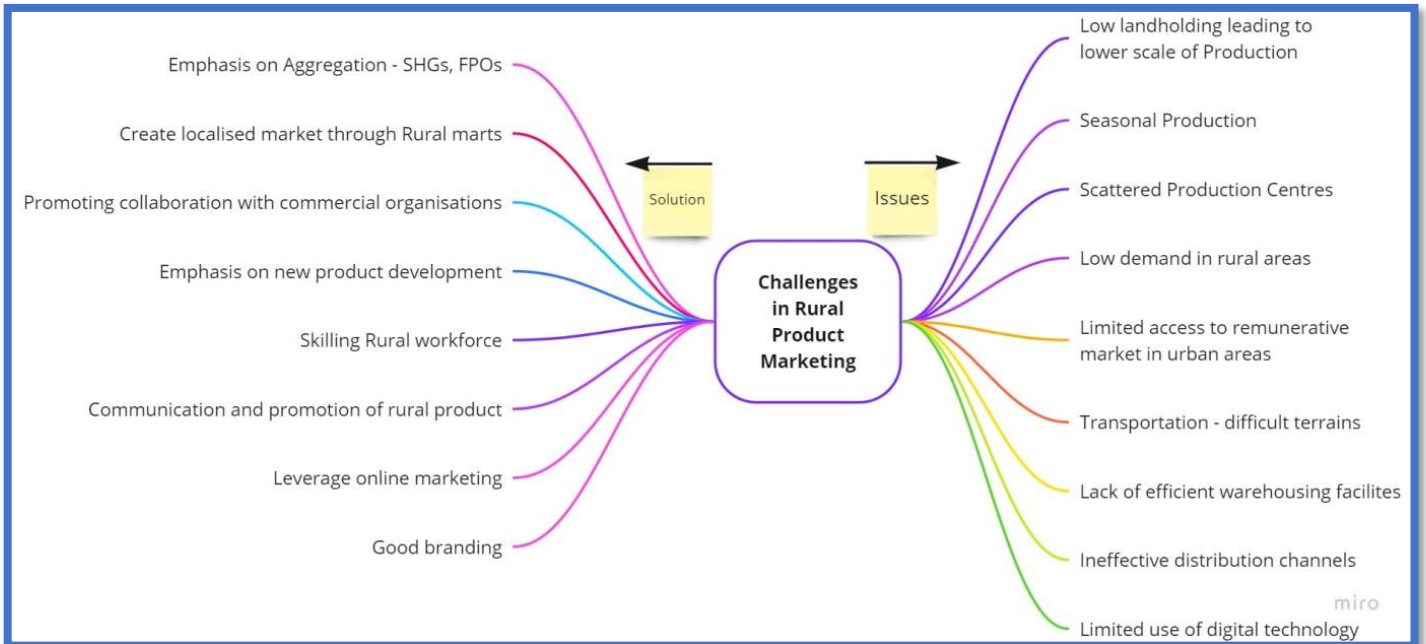 Emphasis on Aggregation - SHGs, FPOs
Create localised market through Rural marts
Promoting collaboration with commercial organisations
Emphasis on new product development
Skilling Rural workforce
Communication and promotion of rural product
Leverage online marketing
Good branding
Solution
Issues
Challenges
in Rural
Product
Marketing
Low landholding leading to
lower scale of Production
Seasonal Production
Scattered Production Centres
Low demand in rural areas
Limited access to remunerative
market in urban areas
Transportation - difficult terrains
Lack of efficient warehousing facilites
Ineffective distribution channels
Limited use of digital technology
miro